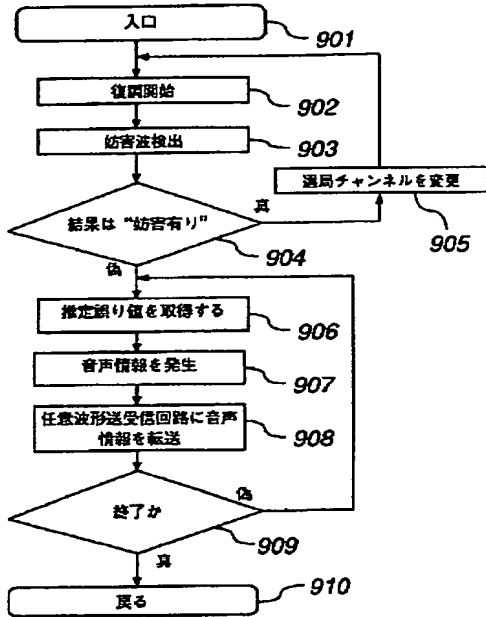 入口
901
復調開始
902
妨害波検出
903
結果は“妨害有り”
真
904
選局チャンネルを変更
905
偽
推定誤り値を取得する
906
音声情報を発生
907
任意波形送受信回路に音声
情報を転送
908
偽
終了か
909
真
戻る
910